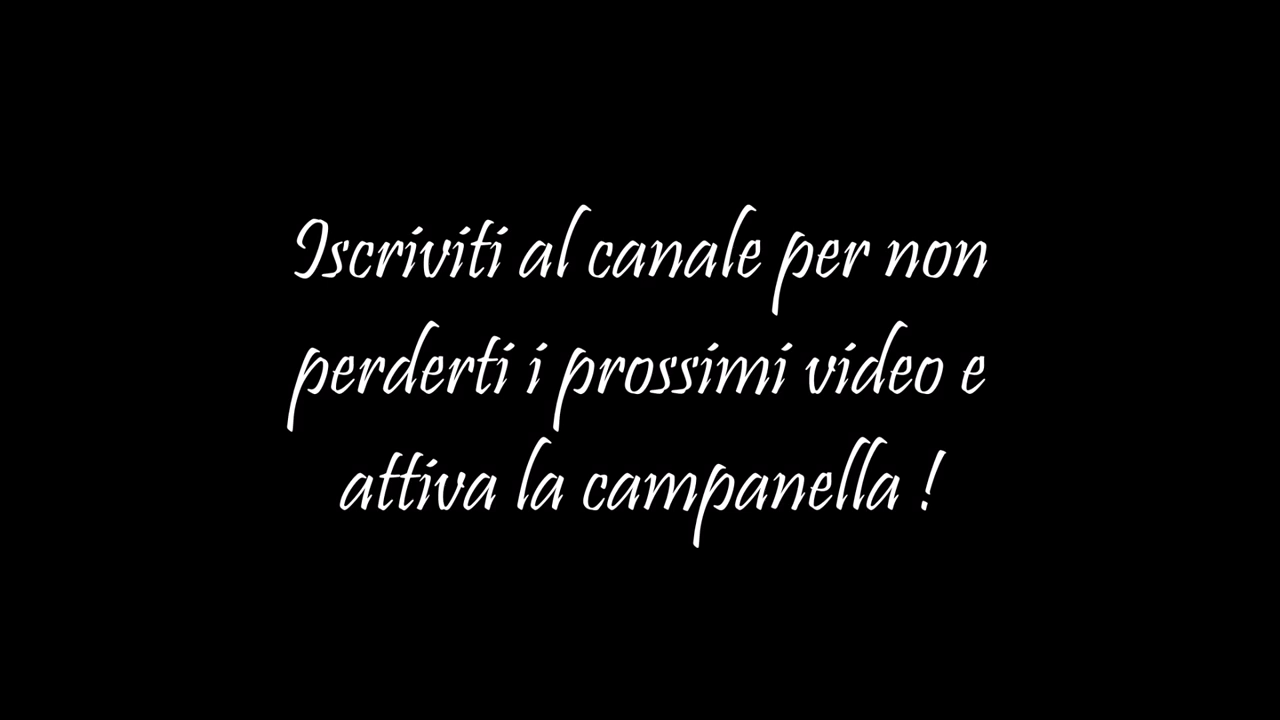 Iscriviti al canale per non
perderti i prossimi video e
attiva la campanella !